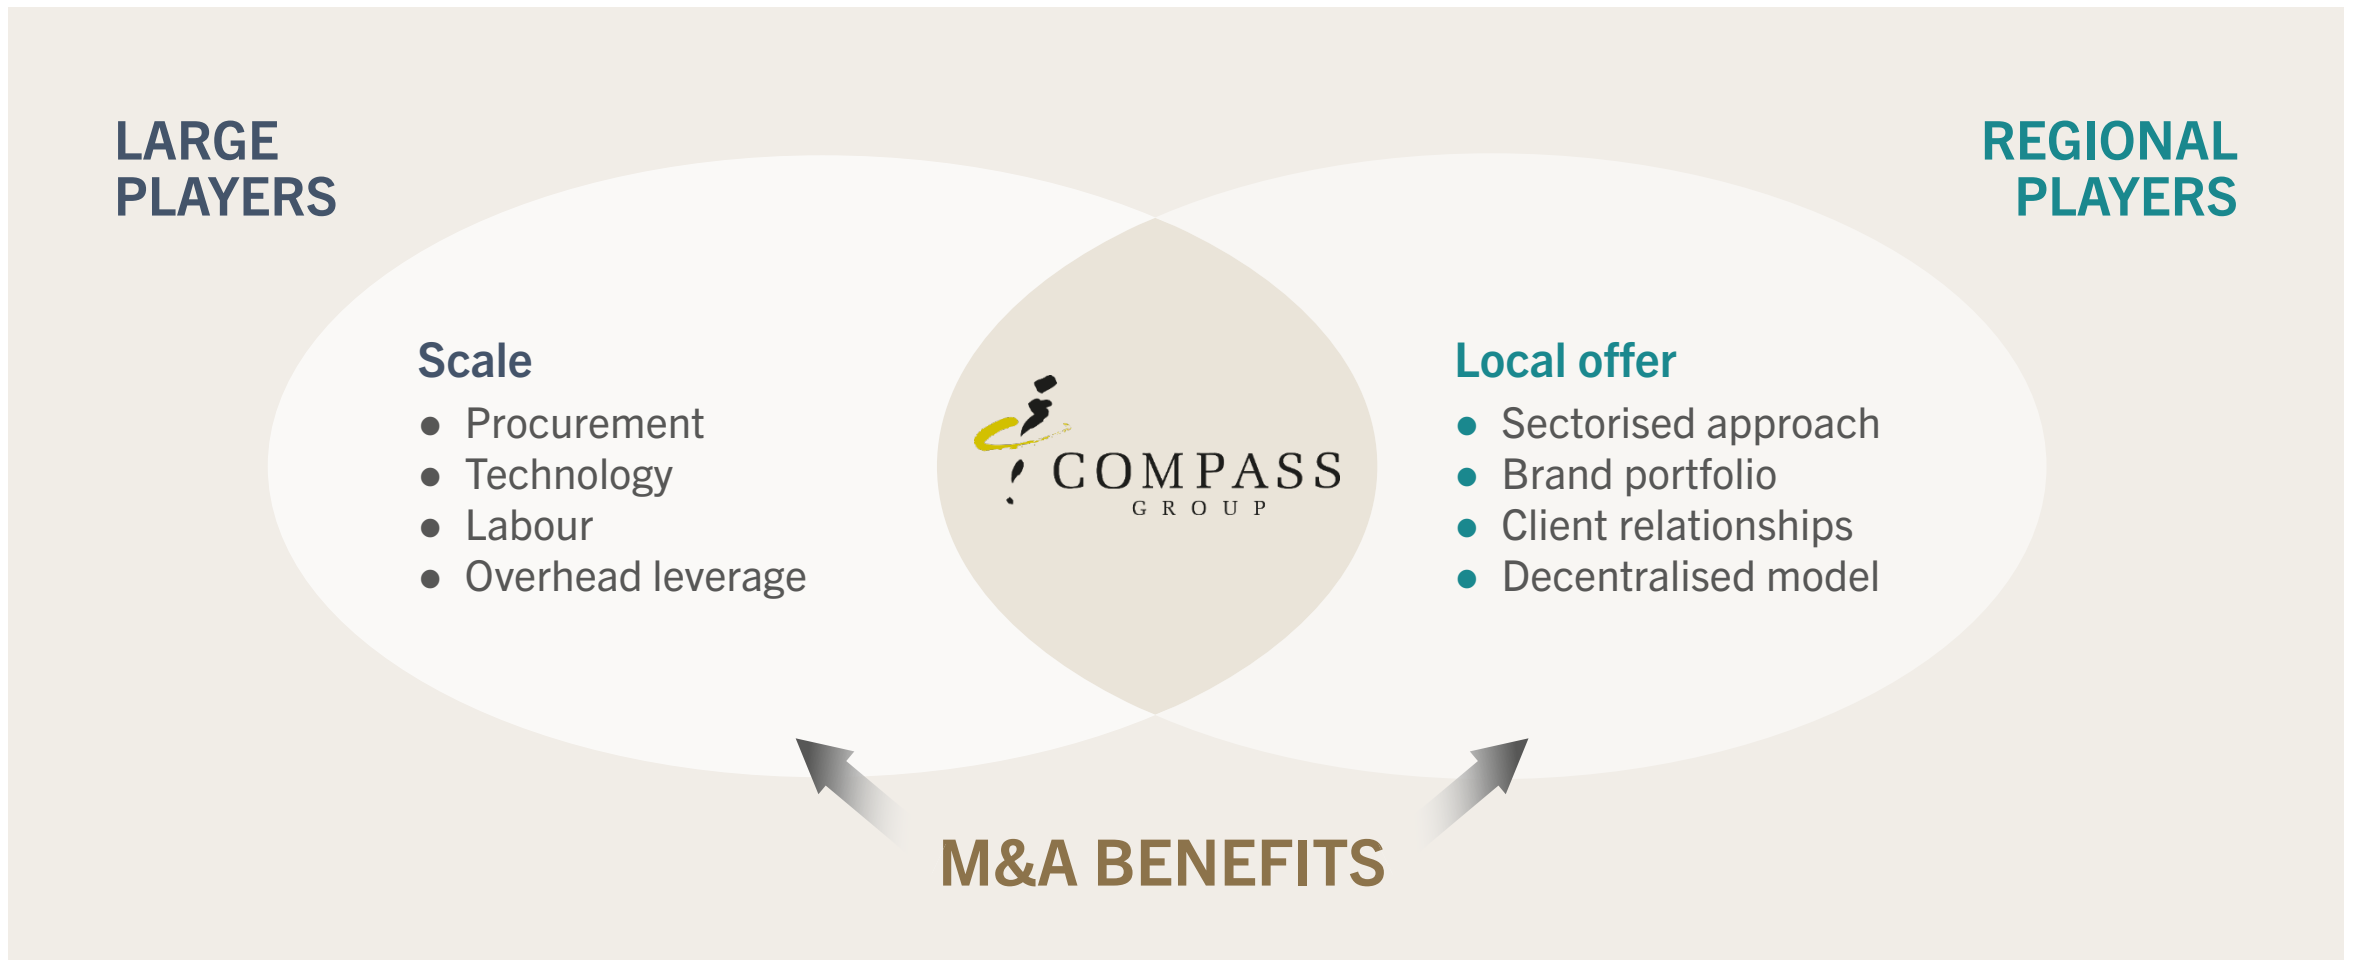 LARGE
PLAYERS
REGIONAL
PLAYERS
Scale
● Procurement
● Technology
● Labour
● Overhead leverage
COMPASS
GROUP
Local offer
● Sectorised approach
● Brand portfolio
● Client relationships
● Decentralised model
M&A BENEFITS